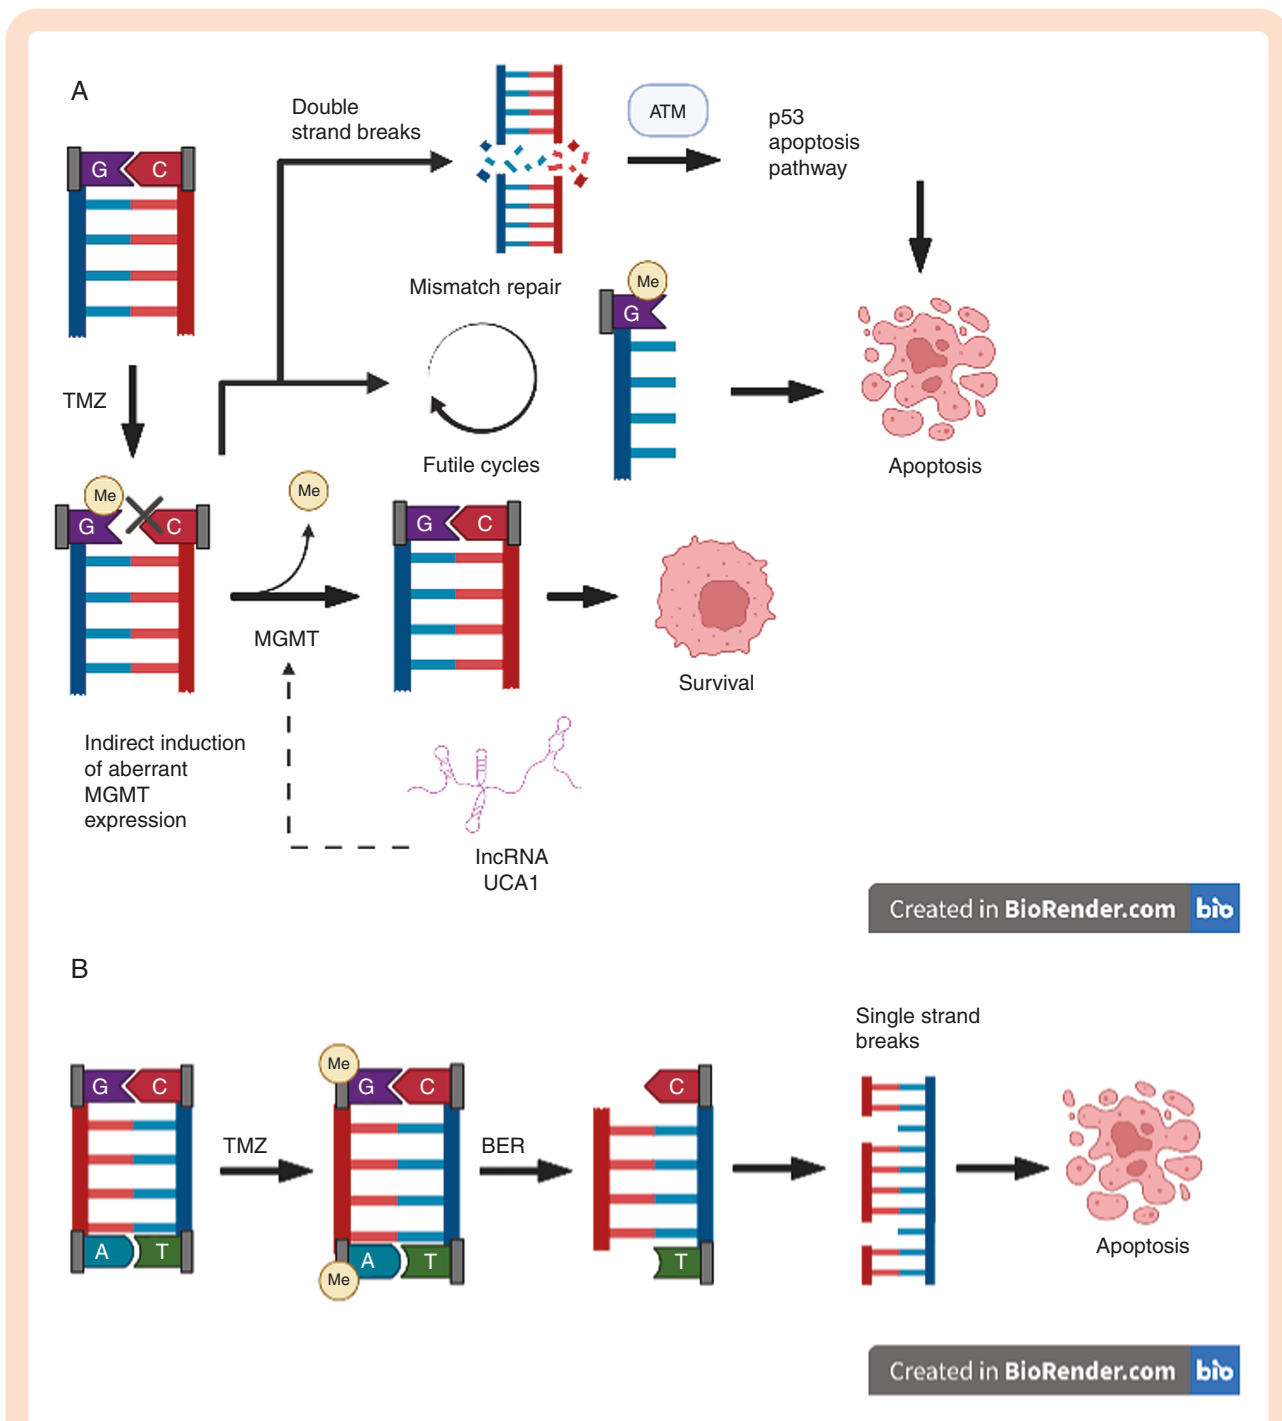 A
Double
strand breaks
ATM
p53
apoptosis
pathway
G C
Mismatch repair
Me
G
TMZ
Futile cycles
Apoptosis
Me
G C
Me
G C
MGMT
Survival
Indirect induction
of aberrant
MGMT
expression
lncRNA
UCA1
Created in BioRender.com bio
B
Single strand
breaks
G C
A T
TMZ
Me
G C
A T
Me
BER
C
T
Apoptosis
Created in BioRender.com bio